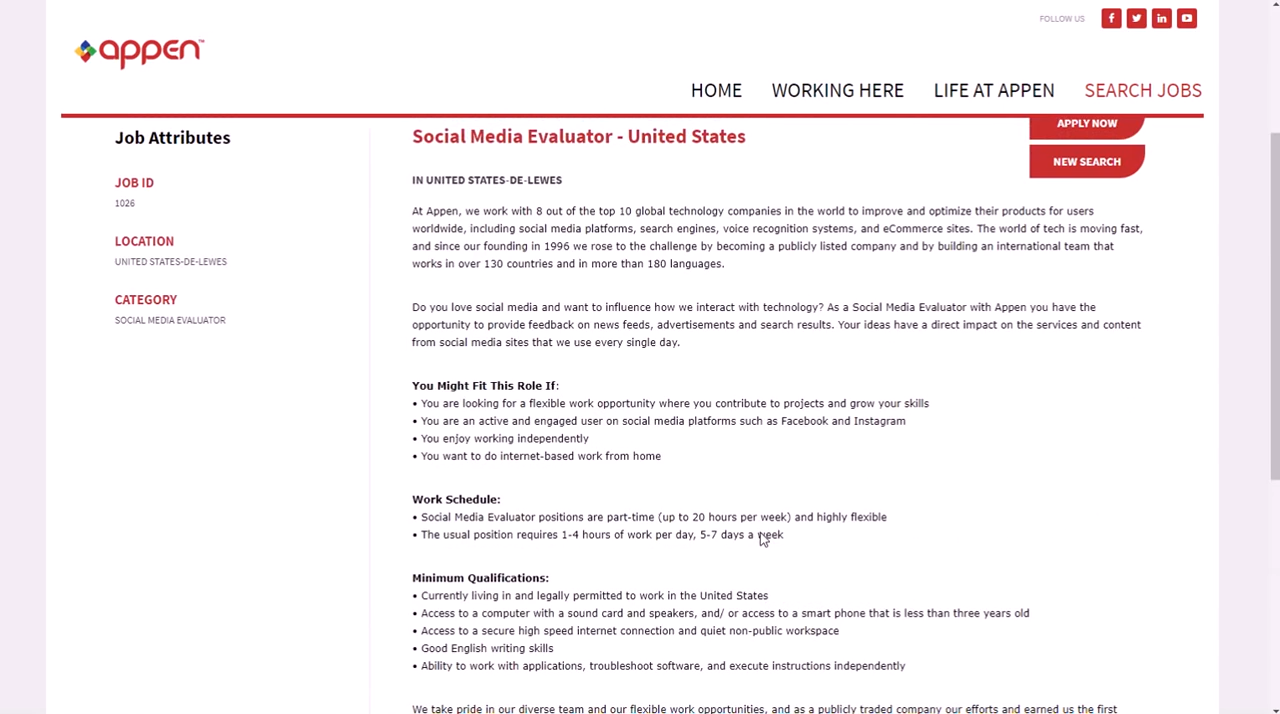 FOLLOW US
appen™
HOME WORKING HERE LIFE AT APPEN SEARCH JOBS
Job Attributes
JOB ID
1026
LOCATION
UNITED STATES-DE-LEWES
CATEGORY
SOCIAL MEDIA EVALUATOR
Social Media Evaluator - United States
APPLY NOW
NEW SEARCH
IN UNITED STATES-DE-LEWES
At Appen, we work with 8 out of the top 10 global technology companies in the world to improve and optimize their products for users
worldwide, including social media platforms, search engines, voice recognition systems, and eCommerce sites. The world of tech is moving fast,
and since our founding in 1996 we rose to the challenge by becoming a publicly listed company and by building an international team that
works in over 130 countries and in more than 180 languages.
Do you love social media and want to influence how we interact with technology? As a Social Media Evaluator with Appen you have the
opportunity to provide feedback on news feeds, advertisements and search results. Your ideas have a direct impact on the services and content
from social media sites that we use every single day.
You Might Fit This Role If:
• You are looking for a flexible work opportunity where you contribute to projects and grow your skills
• You are an active and engaged user on social media platforms such as Facebook and Instagram
• You enjoy working independently
• You want to do internet-based work from home
Work Schedule:
• Social Media Evaluator positions are part-time (up to 20 hours per week) and highly flexible
• The usual position requires 1-4 hours of work per day, 5-7 days a week
Minimum Qualifications:
• Currently living in and legally permitted to work in the United States
• Access to a computer with a sound card and speakers, and/ or access to a smart phone that is less than three years old
• Access to a secure high speed internet connection and quiet non-public workspace
• Good English writing skills
• Ability to work with applications, troubleshoot software, and execute instructions independently
We take pride in our diverse team and our flexible work opportunities, and as a publicly traded company our efforts and earned us the first